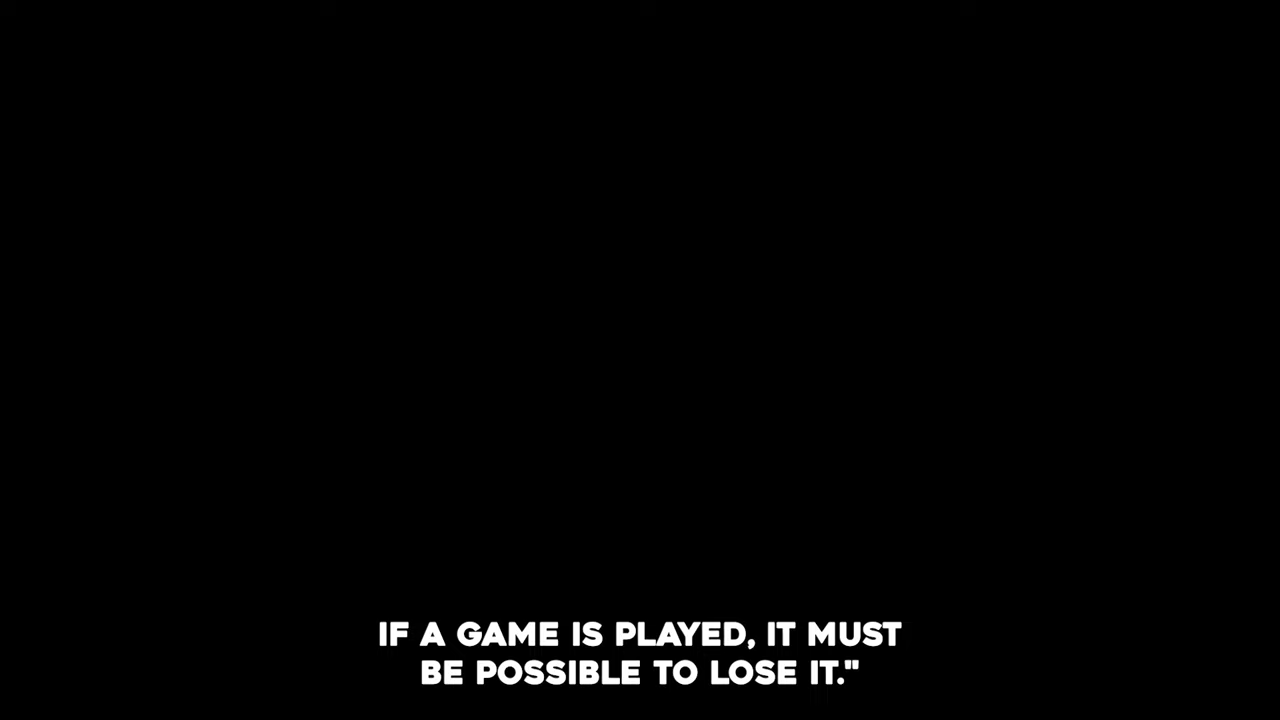 IF A GAME IS PLAYED, IT MUST
BE POSSIBLE TO LOSE IT."